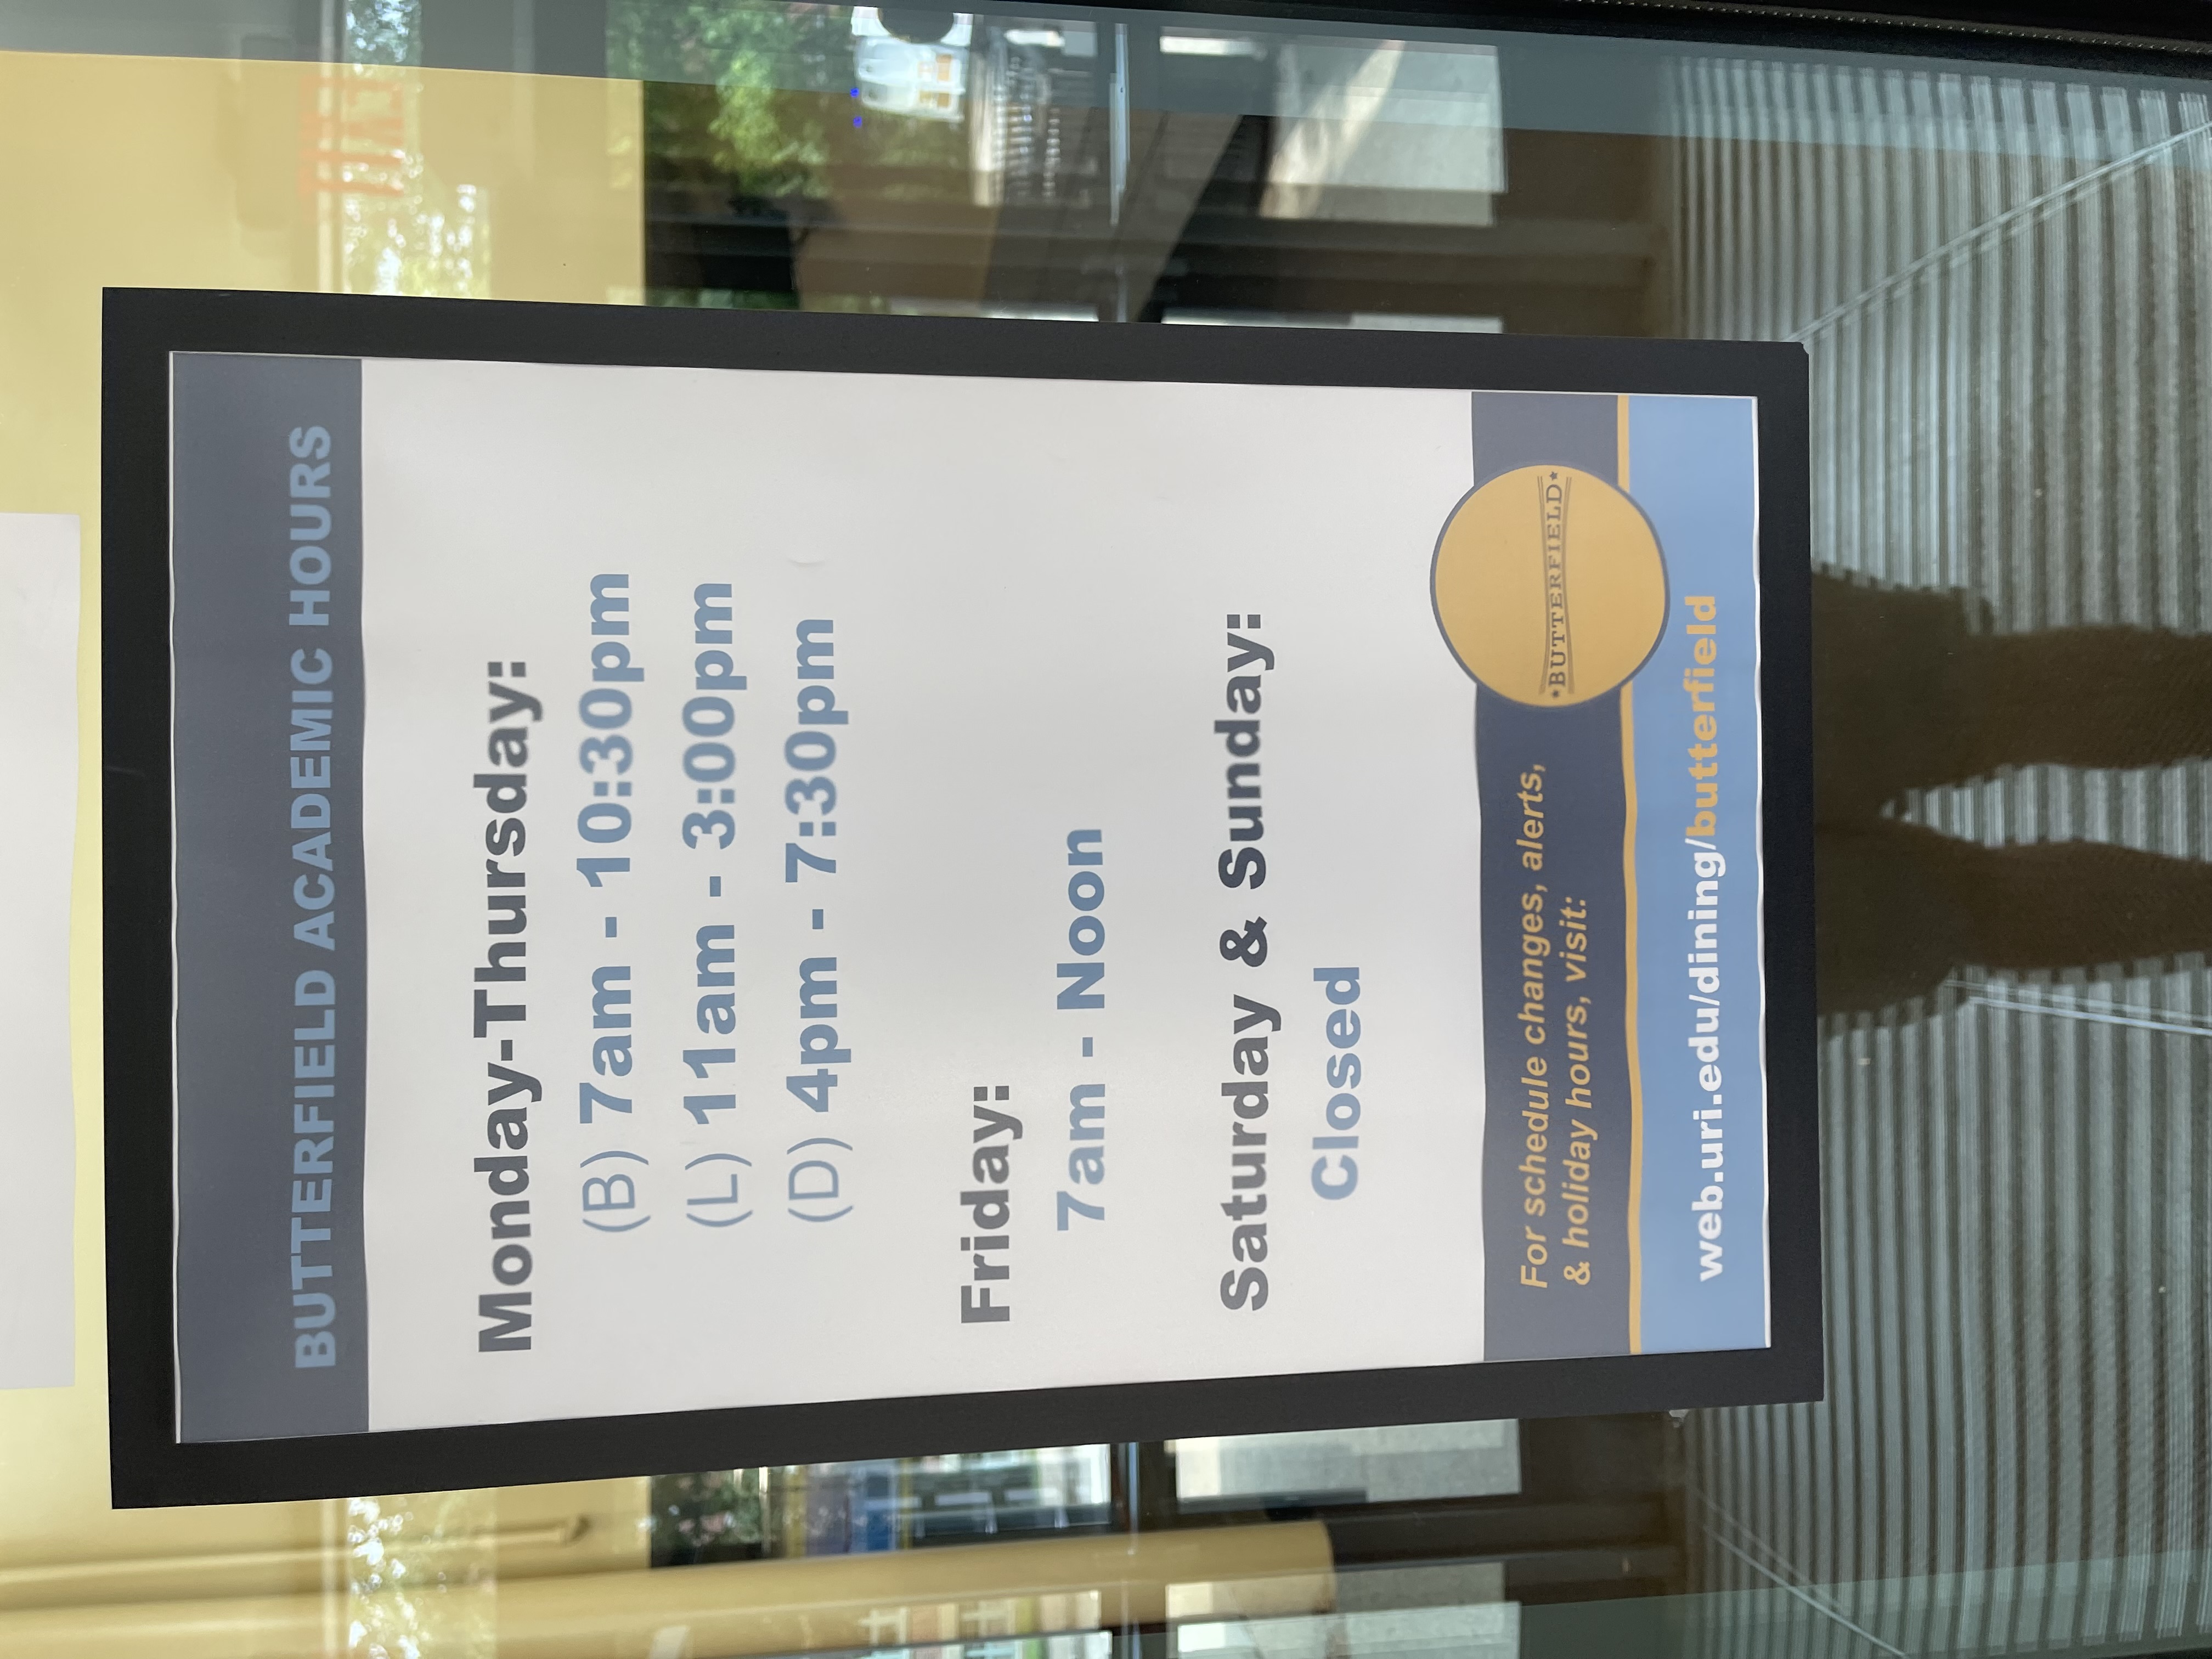 BUTTERFIELD ACADEMIC HOURS
Monday-Thursday:
(B) 7am - 10:30pm
(L) 11am - 3:00pm
(D) 4pm - 7:30pm
Friday:
7am - Noon
Saturday & Sunday:
Closed
For schedule changes, alerts,
& holiday hours, visit:
BUTTERFIELD
web.uri.edu/dining/butterfield
EXIT